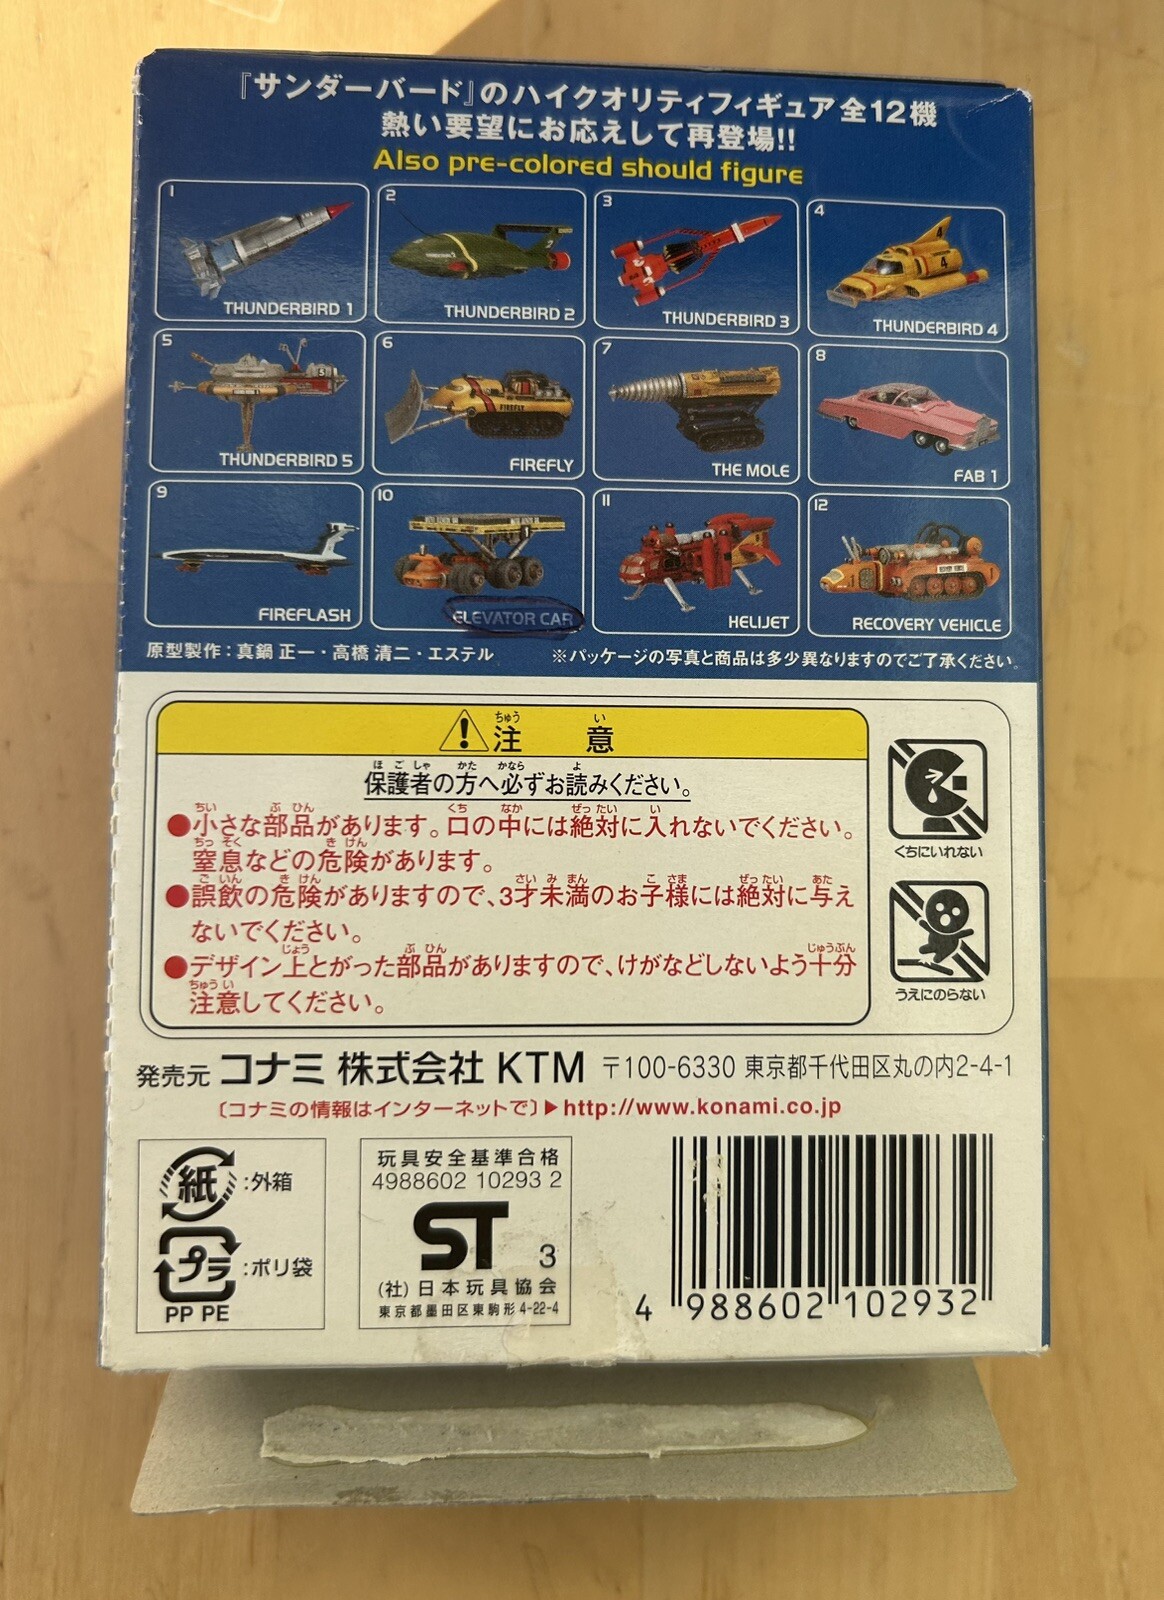 『サンダーバード』のハイクオリティフィギュア全12機
熱い要望にお応えして再登場!!
Also pre-colored should figure
1
THUNDERBIRD 1
2
THUNDERBIRD 2
3
THUNDERBIRD 3
4
THUNDERBIRD 4
5
THUNDERBIRD 5
6
FIREFLY
FIREFLY
7
THE MOLE
8
FAB 1
9
FIREFLASH
10
ELEVATOR CAR
11
HELIJET
12
RECOVERY VEHICLE
原型製作：真鍋 正一・高橋 清二・エステル
※パッケージの写真と商品は多少異なりますのでご了承ください。
注意
保護者の方へ必ずお読みください。
●小さな部品があります。口の中には絶対に入れないでください。
窒息などの危険があります。
●誤飲の危険がありますので、3才未満のお子様には絶対に与え
ないでください。
●デザイン上とがった部品がありますので、けがなどしないよう十分
注意してください。
くちにいれない
うえにのらない
発売元 コナミ 株式会社 KTM 〒100-6330 東京都千代田区丸の内2-4-1
〔コナミの情報はインターネットで〕▶http://www.konami.co.jp
紙:外箱
プラ:ポリ袋
PP PE
玩具安全基準合格
4988602 10293 2
ST 3
(社)日本玩具協会
東京都墨田区東駒形4-22-4
4 988602 102932